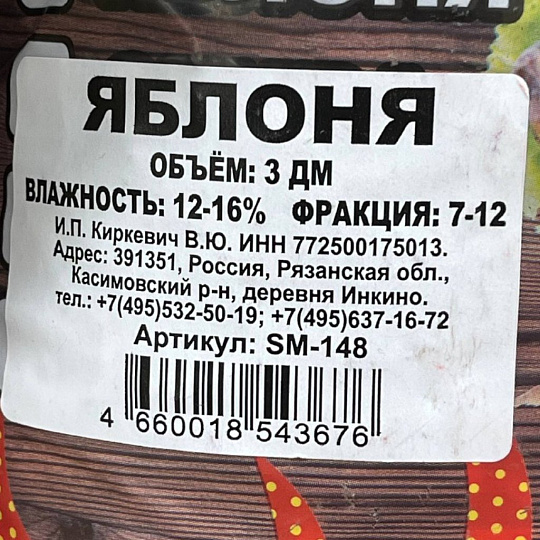 ЯБЛОНЯ
ОБЪЁМ: 3 ДМ
ВЛАЖНОСТЬ: 12-16% ФРАКЦИЯ: 7-12
И.П. Киркевич В.Ю. ИНН 772500175013.
Адрес: 391351, Россия, Рязанская обл.,
Касимовский р-н, деревня Инкино.
тел.: +7(495)532-50-19; +7(495)637-16-72
Артикул: SM-148
4 660018 543676